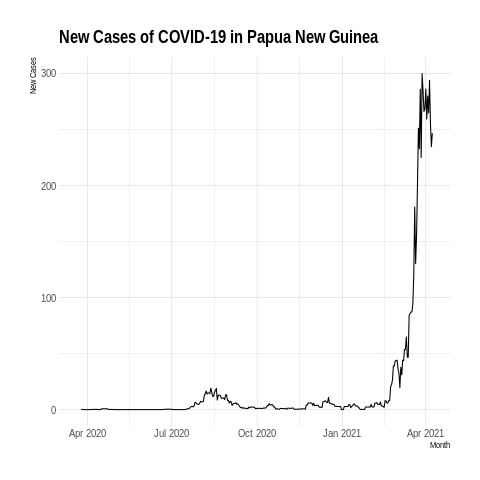 New Cases of COVID-19 in Papua New Guinea
New Cases
300
200
100
0
Apr 2020 Jul 2020 Oct 2020 Jan 2021 Apr 2021
Month